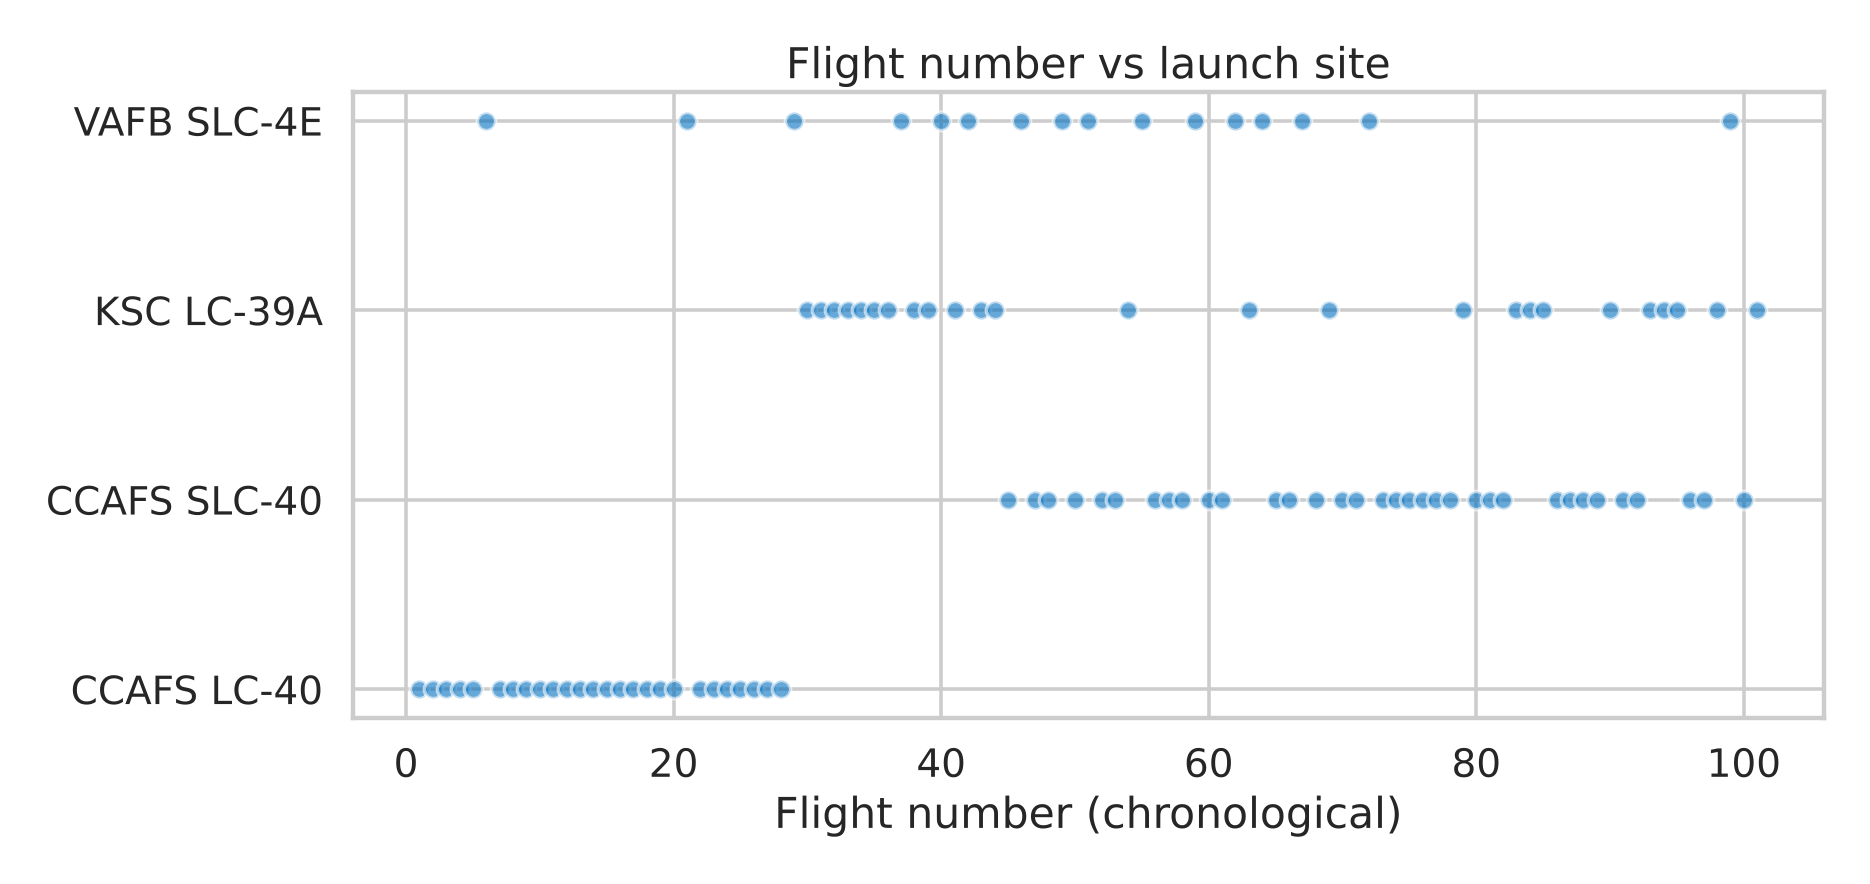 Flight number vs launch site
VAFB SLC-4E
KSC LC-39A
CCAFS SLC-40
CCAFS LC-40
0 20 40 60 80 100
Flight number (chronological)